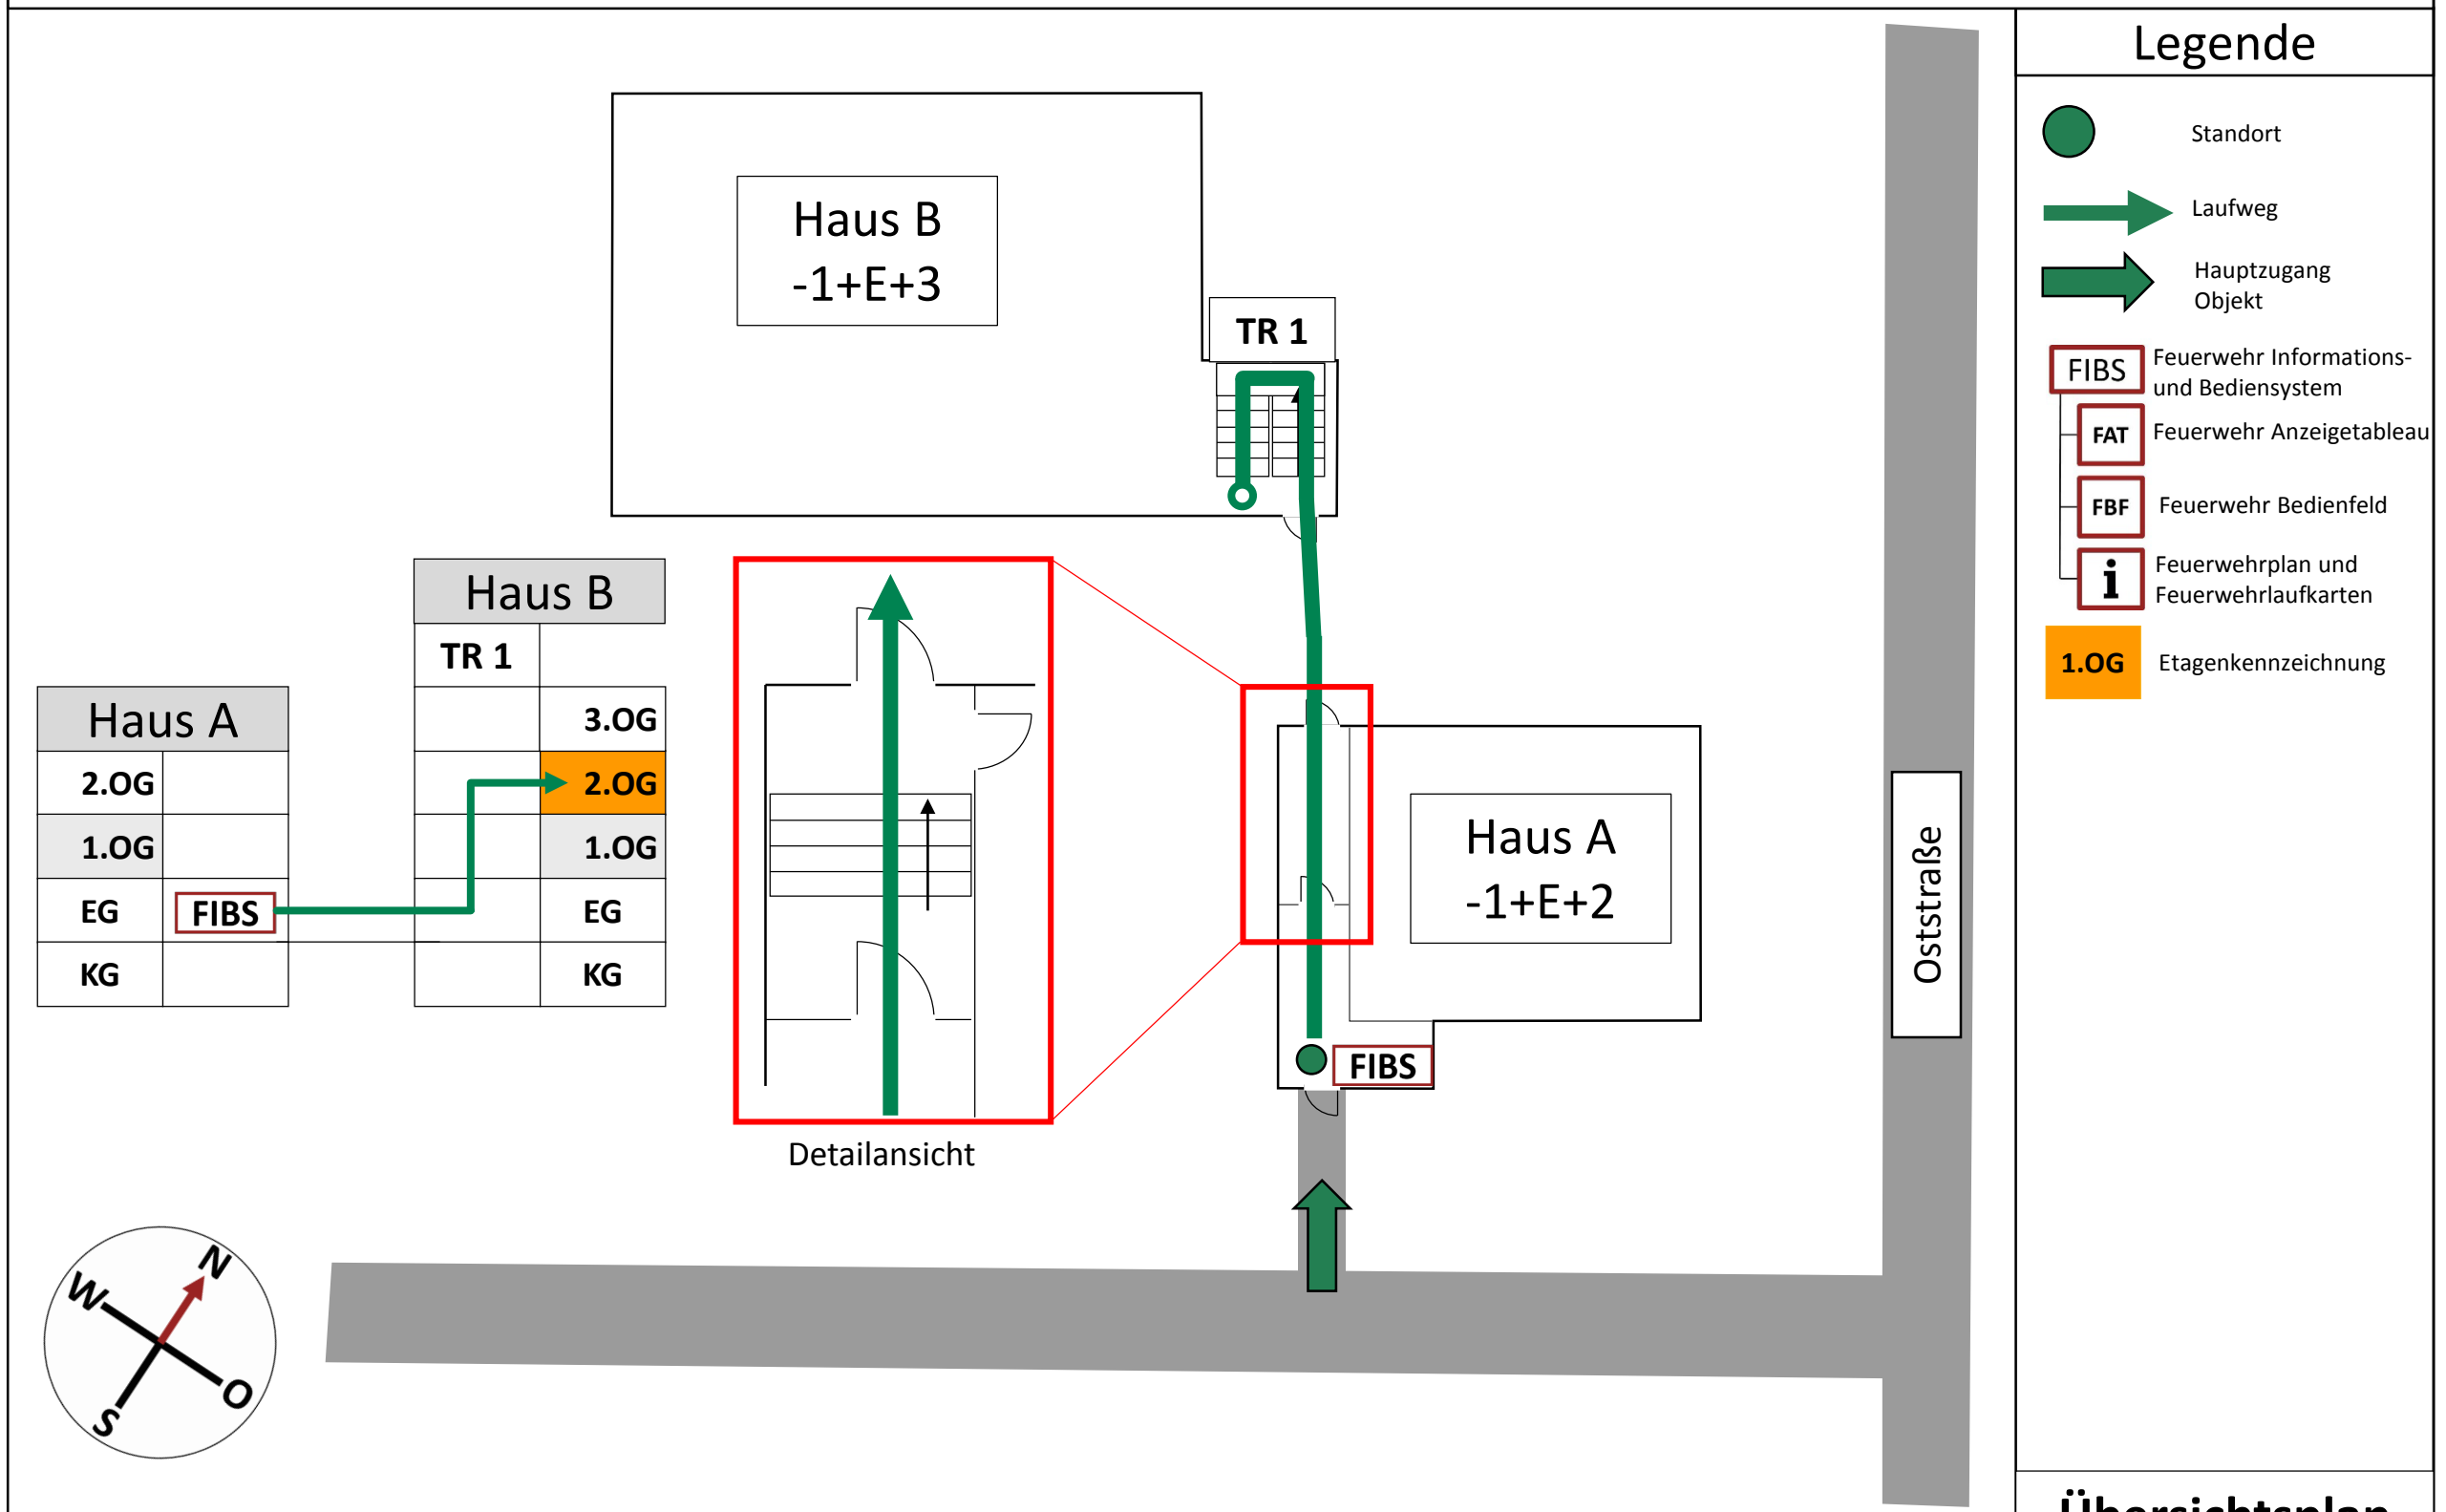 Legende
Standort
Laufweg
Hauptzugang
Objekt
FIBS
Feuerwehr Informations-
und Bediensystem
FAT
Feuerwehr Anzeigetableau
FBF
Feuerwehr Bedienfeld
i
Feuerwehrplan und
Feuerwehrlaufkarten
1.OG
Etagenkennzeichnung
Haus B
-1+E+3
TR 1
Haus B
TR 1
3.OG
2.OG
1.OG
EG
KG
Haus A
2.OG
1.OG
EG
FIBS
KG
Detailansicht
Haus A
-1+E+2
FIBS
Oststraße
N
W
O
S
Übersichtsplan